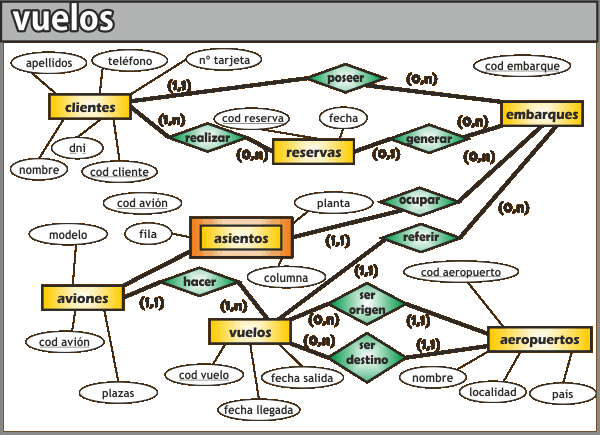 vuelos
apellidos
teléfono
nº tarjeta
cod embarque
clientes
(1,1)
poseer
(0,n)
embarques
(1,n)
cod reserva
fecha
(0,n)
realizar
dni
(0,n)
reservas
(0,1)
generar
(0,n)
nombre
cod cliente
cod avión
planta
ocupar
fila
asientos
(1,1)
(0,n)
modelo
referir
columna
(1,1)
cod aeropuerto
aviones
(1,1)
hacer
(1,n)
ser
origen
(0,n)
(1,1)
vuelos
(0,n)
ser
destino
(1,1)
aeropuertos
cod avión
cod vuelo
fecha salida
nombre
localidad
país
plazas
fecha llegada